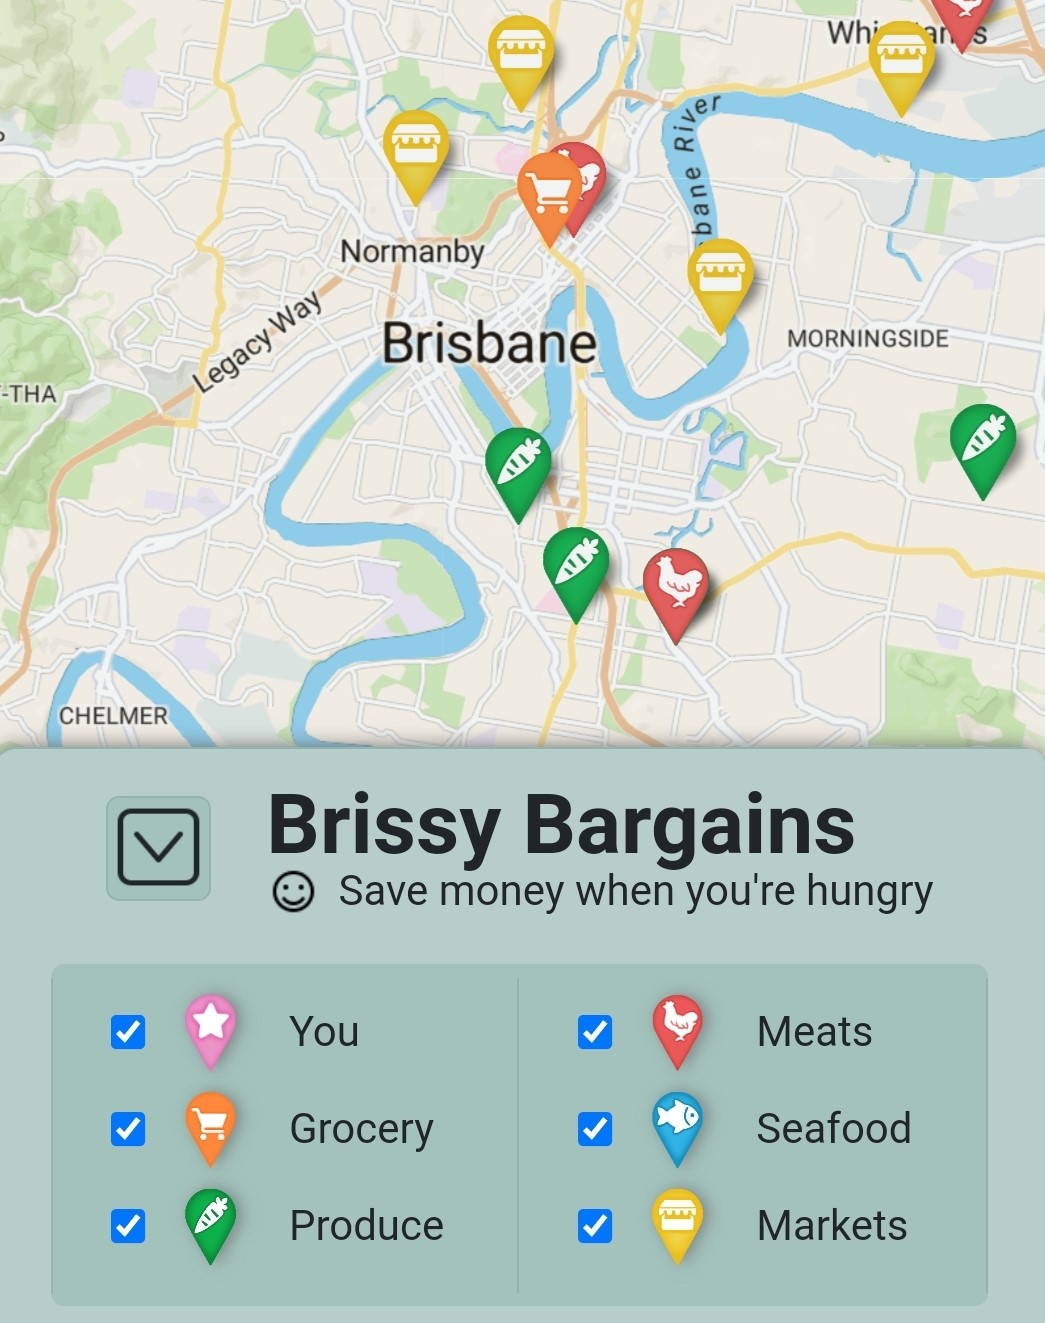 Brisbane River
Normanby
Legacy Way
Brisbane
MORNINGSIDE
-THA
CHELMER
Brissy Bargains
Save money when you're hungry
You
Meats
Grocery
Seafood
Produce
Markets